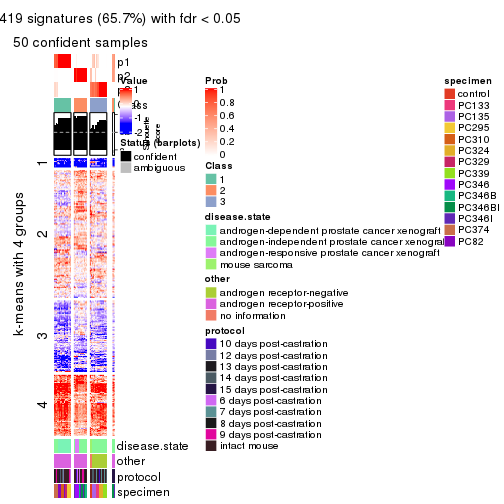 419 signatures (65.7%) with fdr < 0.05
50 confident samples
p1
p2
Value
1
-1
-2
Silhouette
score
Status (barplots)
confident
ambiguous
1
2
3
4
k-means with 4 groups
disease.state
other
protocol
specimen
Prob
1
0.8
0.6
0.4
0.2
0
Class
1
2
3
disease.state
androgen-dependent prostate cancer xenograft
androgen-independent prostate cancer xenograf
androgen-responsive prostate cancer xenograft
mouse sarcoma
other
androgen receptor-negative
androgen receptor-positive
no information
protocol
10 days post-castration
12 days post-castration
13 days post-castration
14 days post-castration
15 days post-castration
6 days post-castration
7 days post-castration
8 days post-castration
9 days post-castration
intact mouse
specimen
control
PC133
PC135
PC295
PC310
PC324
PC329
PC339
PC346
PC346B
PC346BI
PC346I
PC374
PC82